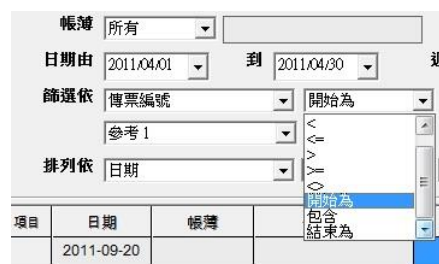 帳簿 所有
日期由 2011/04/01 到 2011/04/30
篩選依 傳票編號 開始為
參考 1
<
<=
>
>=
<>
開始為
包含
結束為
排列依 日期
項目 日期 帳簿
2011-09-20